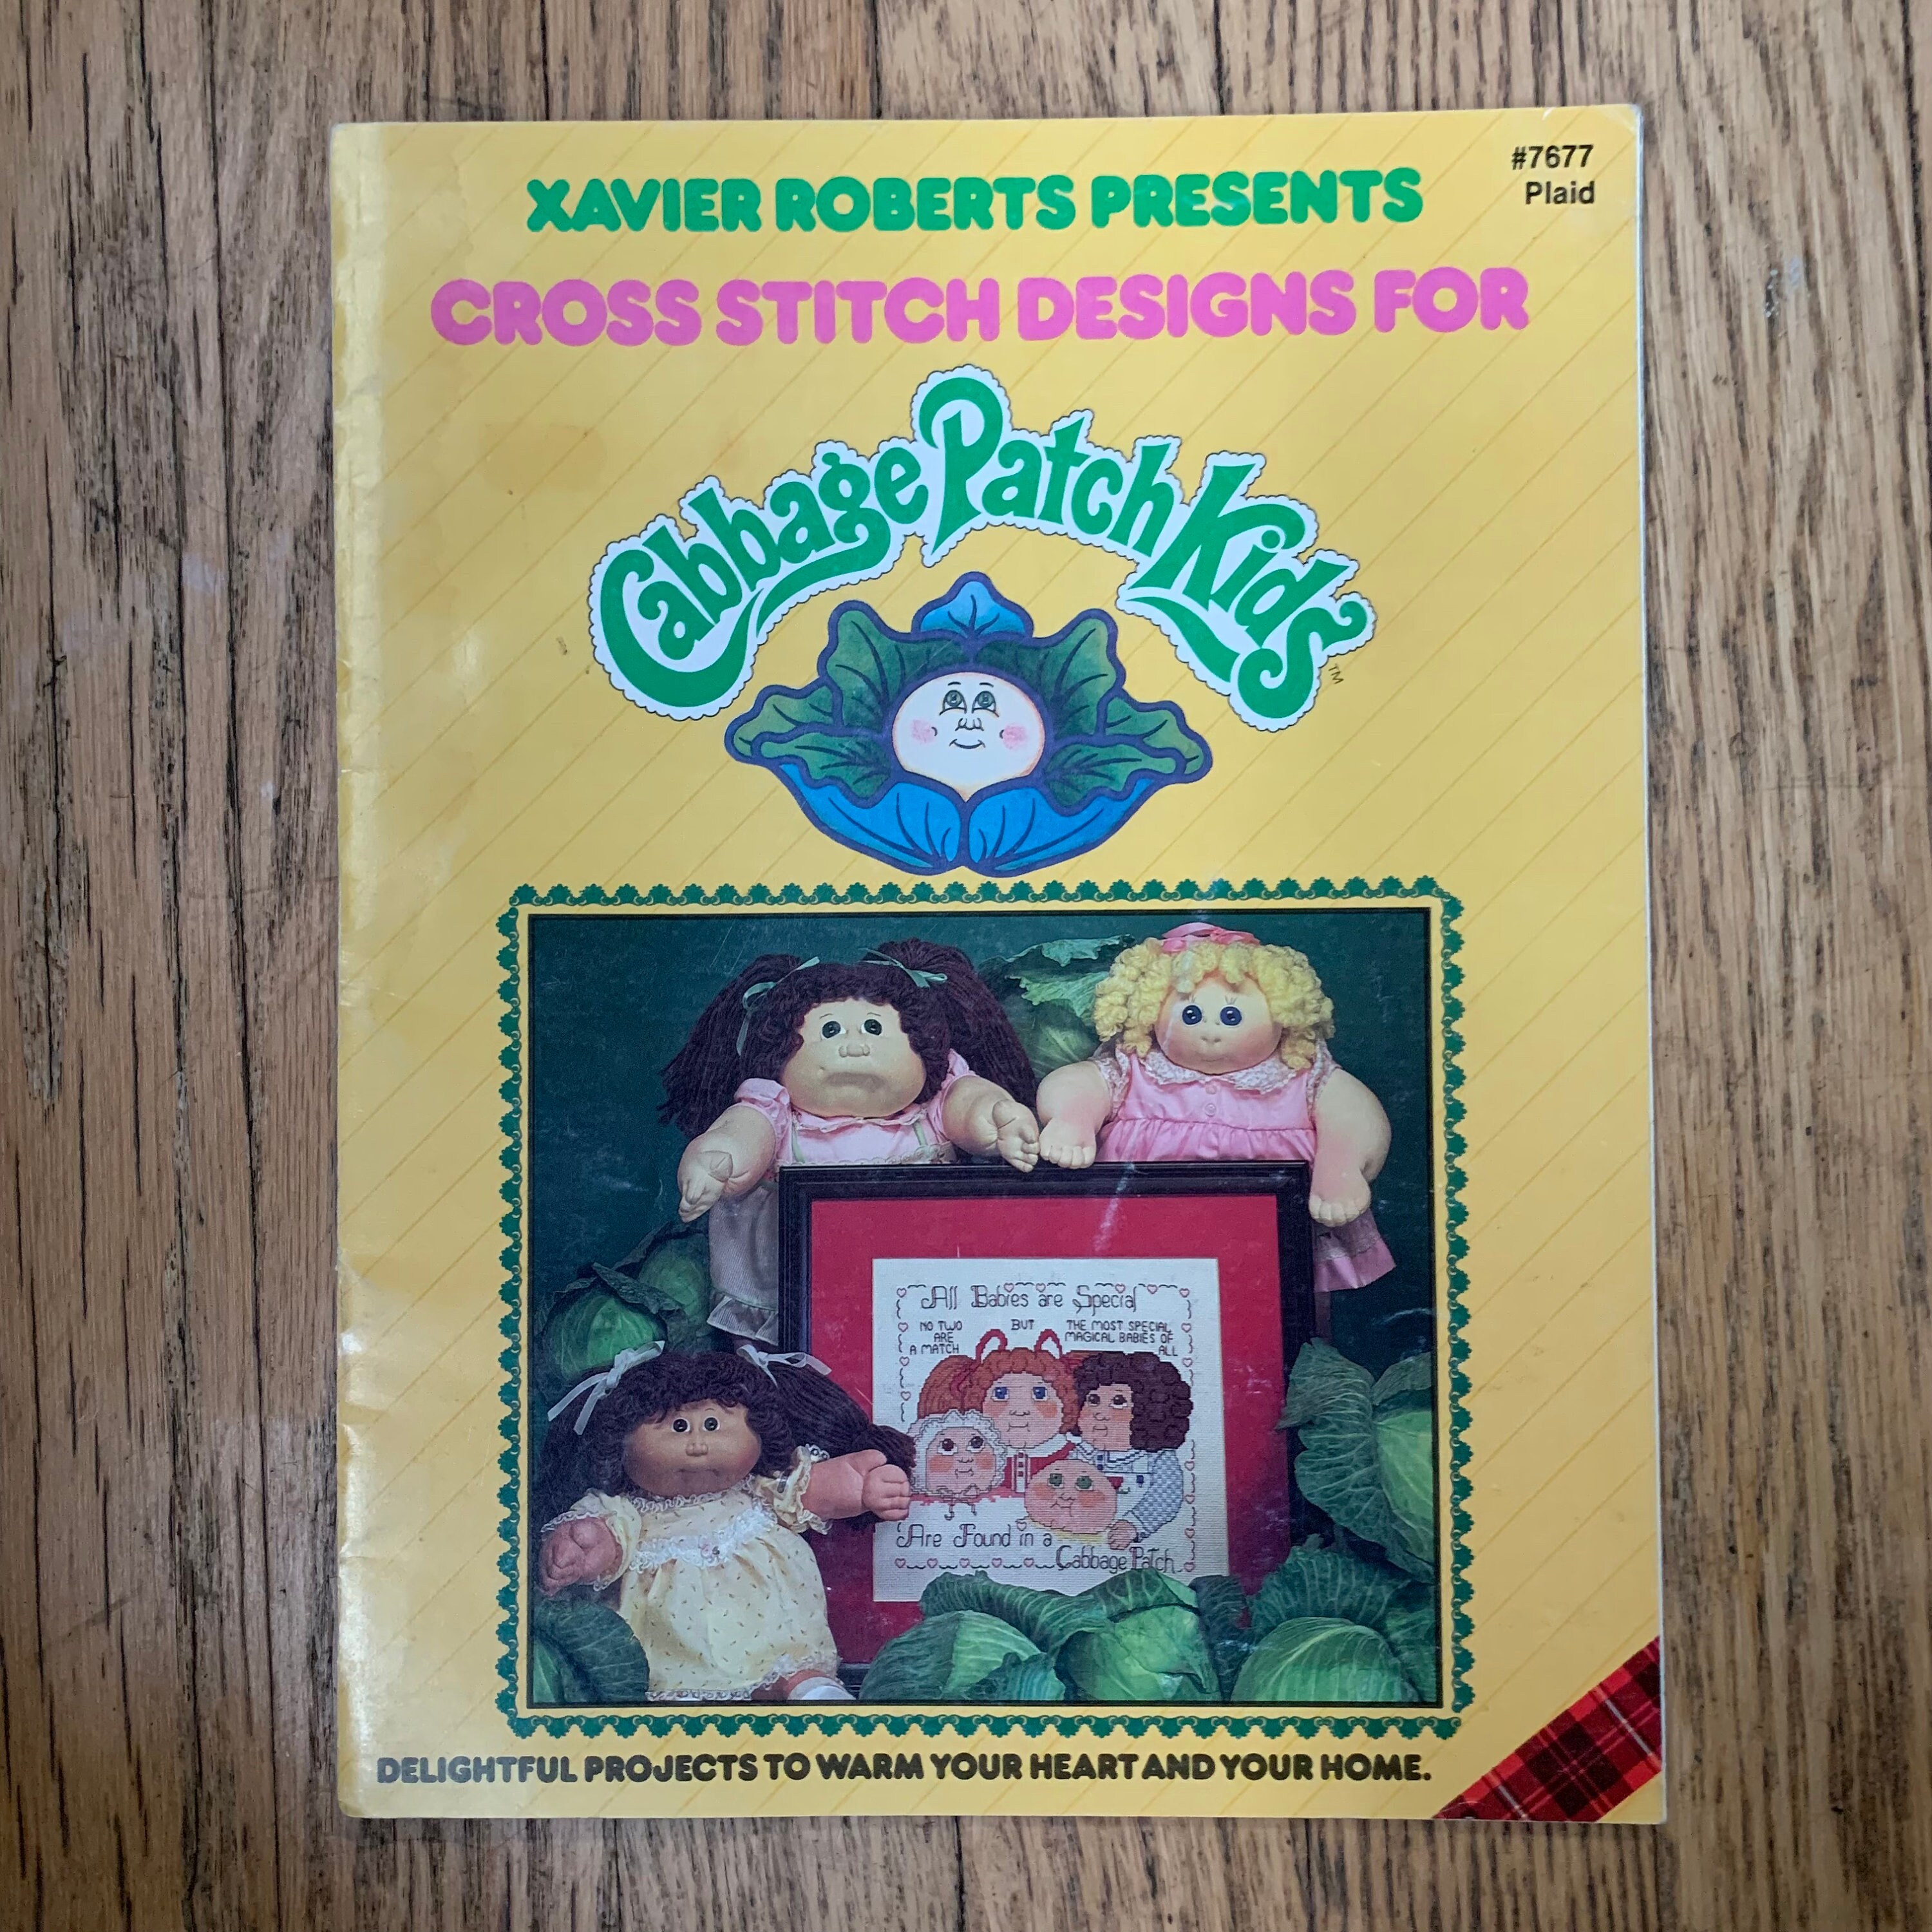 #7677
Plaid
XAVIER ROBERTS PRESENTS
CROSS STITCH DESIGNS FOR
Cabbage Patch Kids
TM
All Babies are Special
NO TWO ARE A MATCH
BUT
THE MOST SPECIAL, MAGICAL BABIES OF ALL
Are Found in a
Cabbage Patch
DELIGHTFUL PROJECTS TO WARM YOUR HEART AND YOUR HOME.